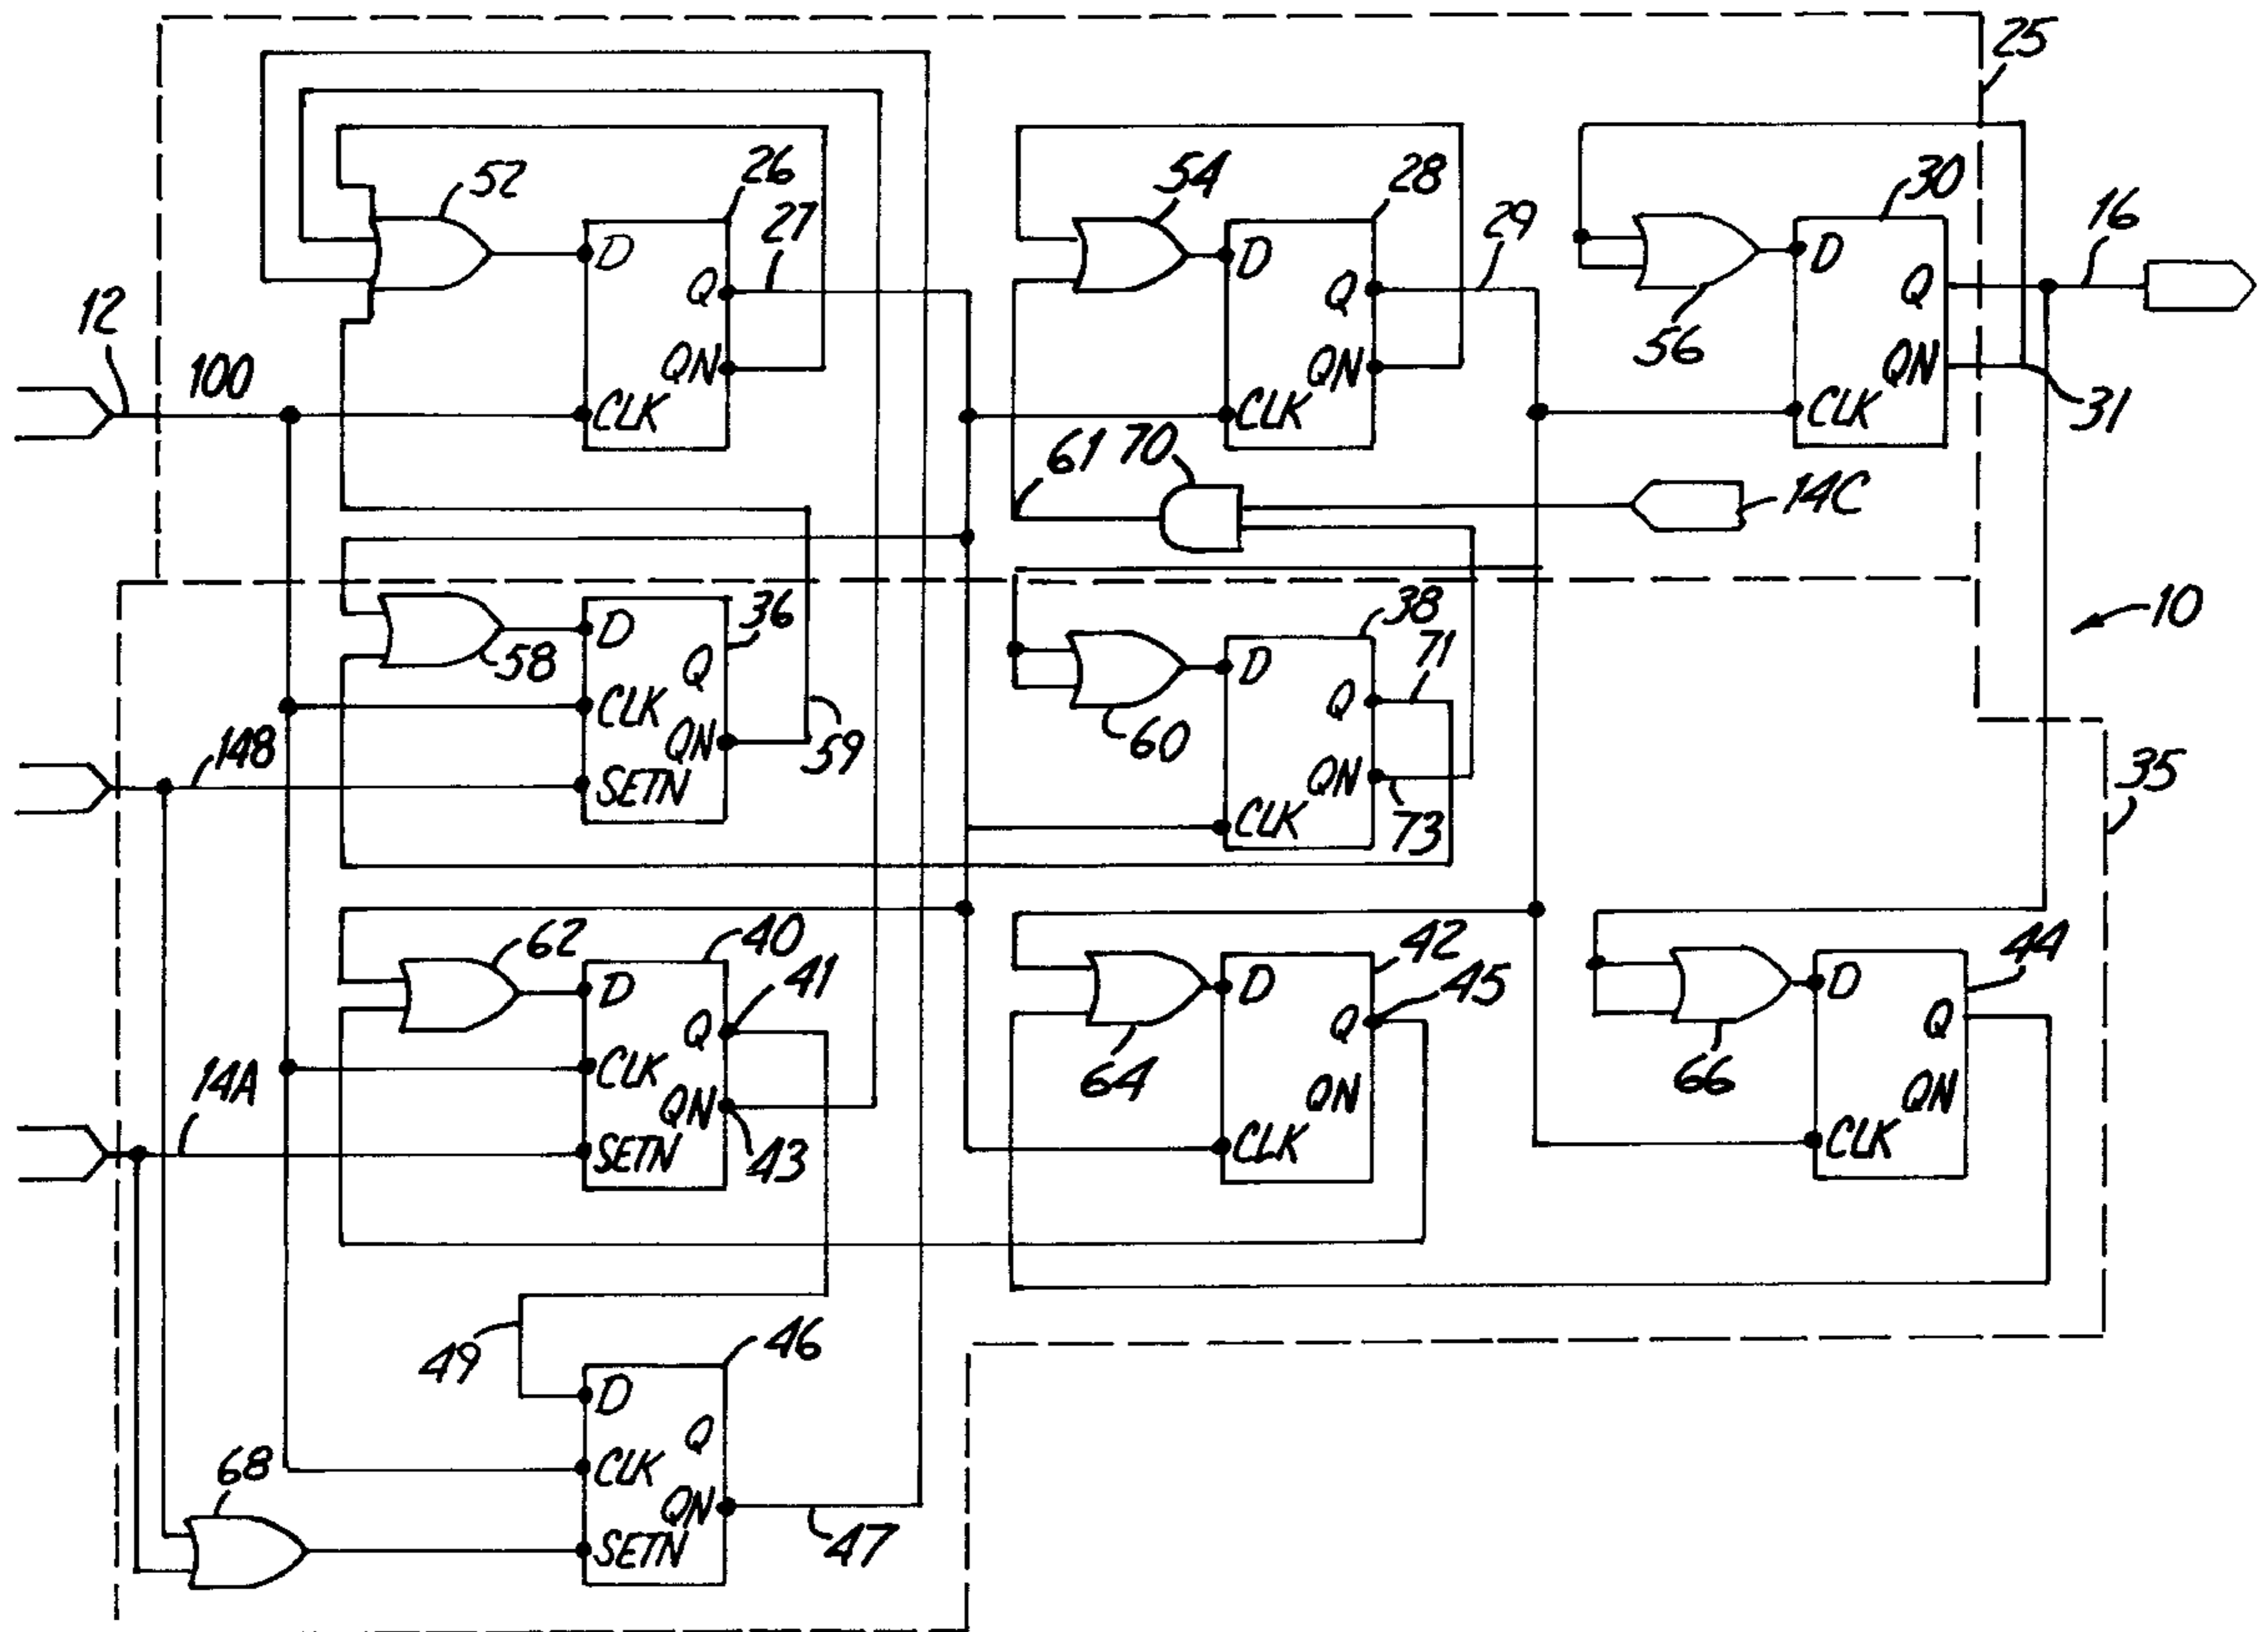 25
52
26
27
D
Q
QN
CLK
54
28
29
D
Q
QN
CLK
30
16
56
D
Q
QN
CLK
31
12
100
61
70
14C
10
58
36
D
Q
CLK
QN
SETN
59
148
38
71
60
D
Q
QN
CLK
73
35
62
40
41
D
Q
CLK
QN
SETN
43
14A
42
45
64
D
Q
QN
CLK
44
66
D
Q
QN
CLK
49
46
D
Q
CLK
QN
SETN
47
68